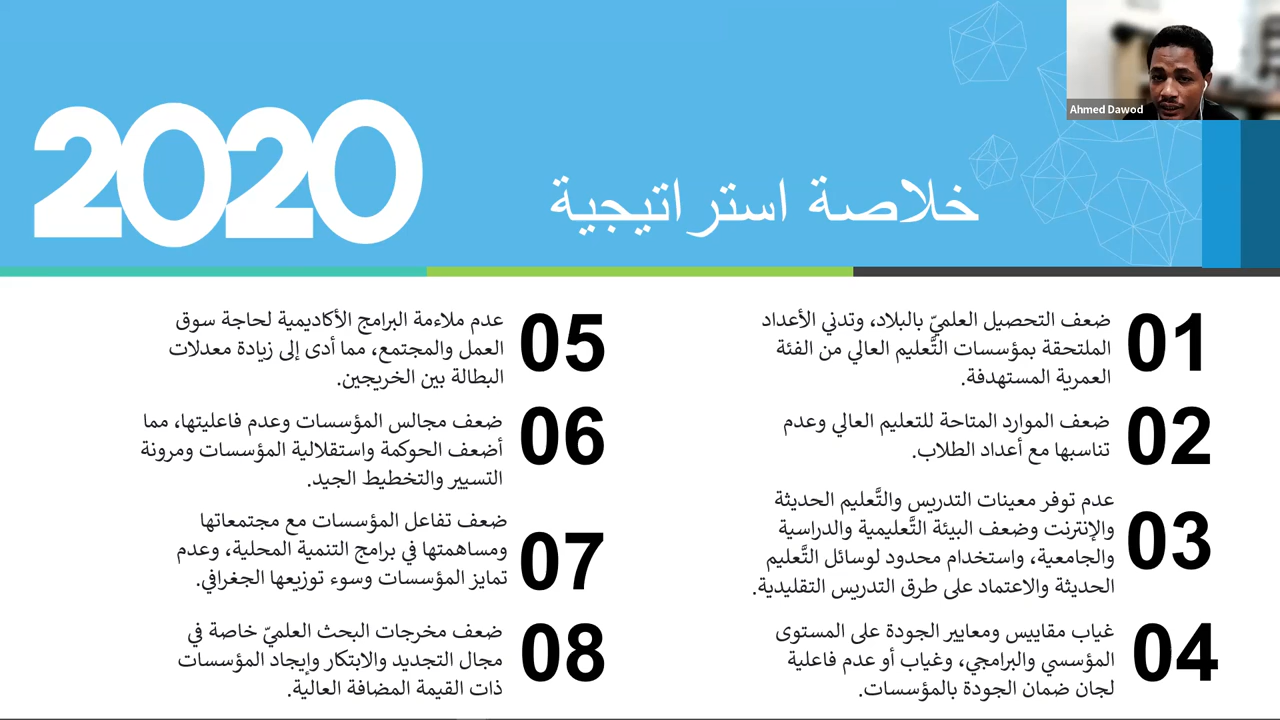 Ahmed Dawod
2020
خلاصة استراتيجية
01
ضعف التحصيل العلميّ بالبلاد، وتدني الأعداد
الملتحقة بمؤسسات التَّعليم العالي من الفئة
العمرية المستهدفة.
02
ضعف الموارد المتاحة للتعليم العالي وعدم
تناسبها مع أعداد الطلاب.
03
عدم توفر معينات التدريس والتَّعليم الحديثة
والإنترنت وضعف البيئة التَّعليمية والدراسية
والجامعية، واستخدام محدود لوسائل التَّعليم
الحديثة والاعتماد على طرق التدريس التقليدية.
04
غياب مقاييس ومعايير الجودة على المستوى
المؤسسي والبرامجي، وغياب أو عدم فاعلية
لجان ضمان الجودة بالمؤسسات.
05
عدم ملاءمة البرامج الأكاديمية لحاجة سوق
العمل والمجتمع، مما أدى إلى زيادة معدلات
البطالة بين الخريجين.
06
ضعف مجالس المؤسسات وعدم فاعليتها، مما
أضعف الحوكمة واستقلالية المؤسسات ومرونة
التسيير والتخطيط الجيد.
07
ضعف تفاعل المؤسسات مع مجتمعاتها
ومساهمتها في برامج التنمية المحلية، وعدم
تمايز المؤسسات وسوء توزيعها الجغرافي.
08
ضعف مخرجات البحث العلميّ خاصة في
مجال التجديد والابتكار وإيجاد المؤسسات
ذات القيمة المضافة العالية.